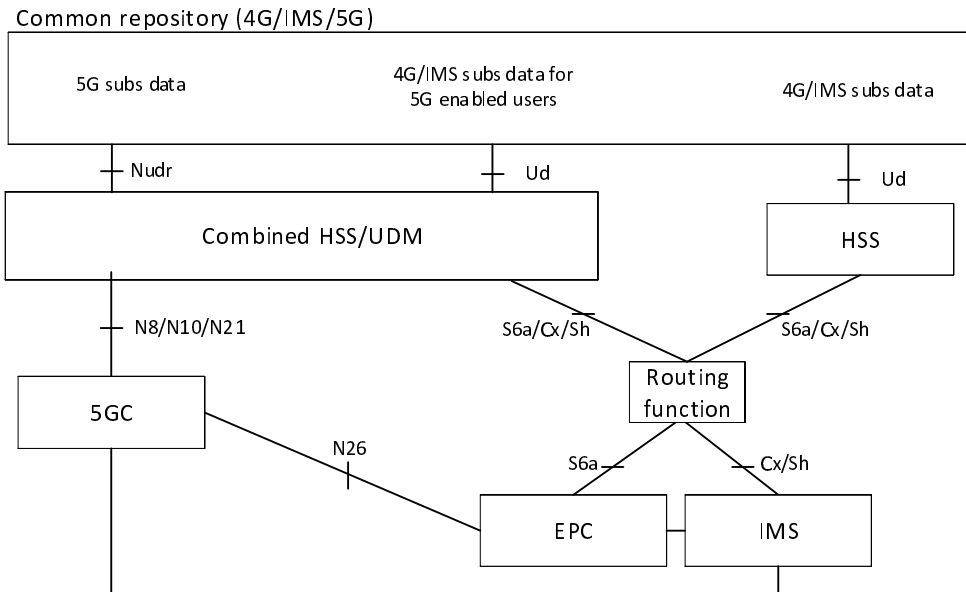 Common repository (4G/IMS/5G)
5G subs data
4G/IMS subs data for
5G enabled users
4G/IMS subs data
Nudr
Ud
Ud
Combined HSS/UDM
HSS
N8/N10/N21
S6a/Cx/Sh
S6a/Cx/Sh
Routing
function
5GC
N26
S6a
Cx/Sh
EPC
IMS